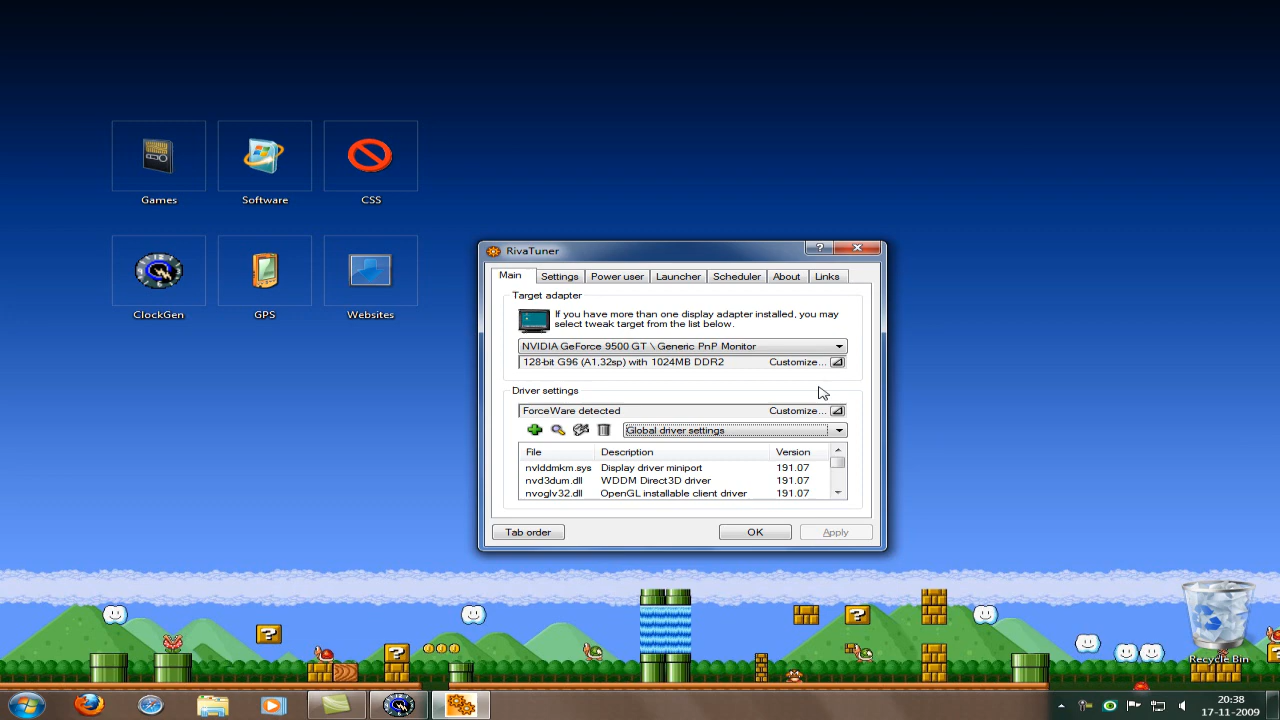 Games
Software
CSS
ClockGen
GPS
Websites
RivaTuner
?
Main
Settings
Power user
Launcher
Scheduler
About
Links
Target adapter
If you have more than one display adapter installed, you may
select tweak target from the list below.
NVIDIA GeForce 9500 GT \ Generic PnP Monitor
128-bit G96 (A1,32sp) with 1024MB DDR2
Customize...
Driver settings
ForceWare detected
Customize...
Global driver settings
File Description Version
nvlddmkm.sys Display driver miniport 191.07
nvd3dum.dll WDDM Direct3D driver 191.07
nvoglv32.dll OpenGL installable client driver 191.07
Tab order
OK
Apply
?
?
?
Recycle Bin
20:38
17-11-2009